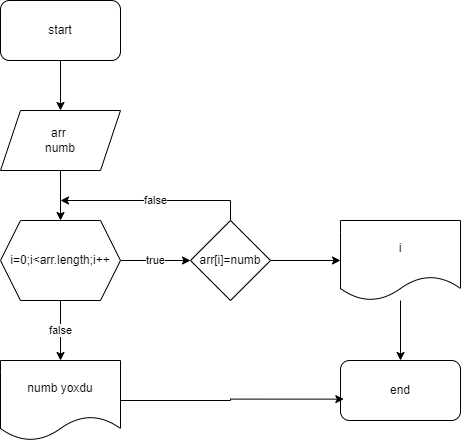 start
arr
numb
false
i=0;i<arr.length;i++
true
arr[i]=numb
i
false
numb yoxdu
end